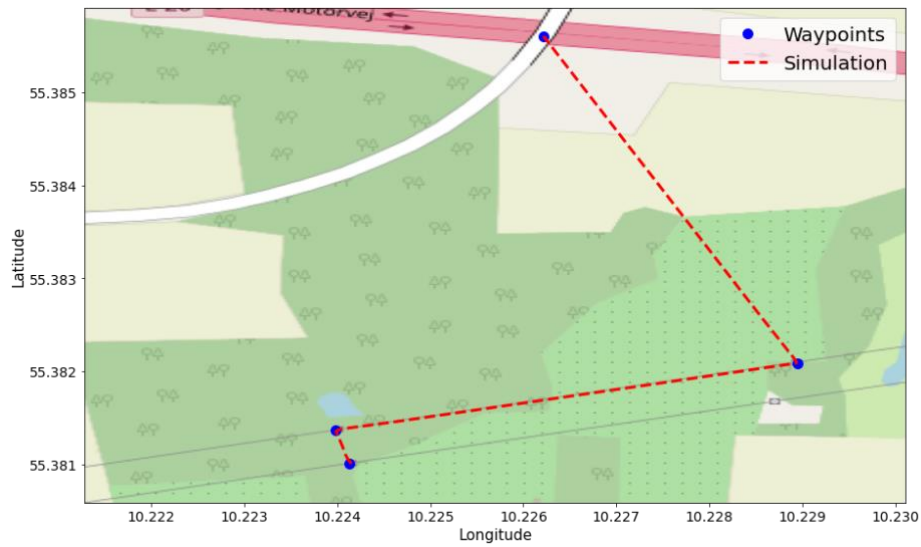 Motorvej
Waypoints
Simulation
55.385
55.384
55.383
55.382
55.381
Latitude
10.222 10.223 10.224 10.225 10.226 10.227 10.228 10.229 10.230
Longitude